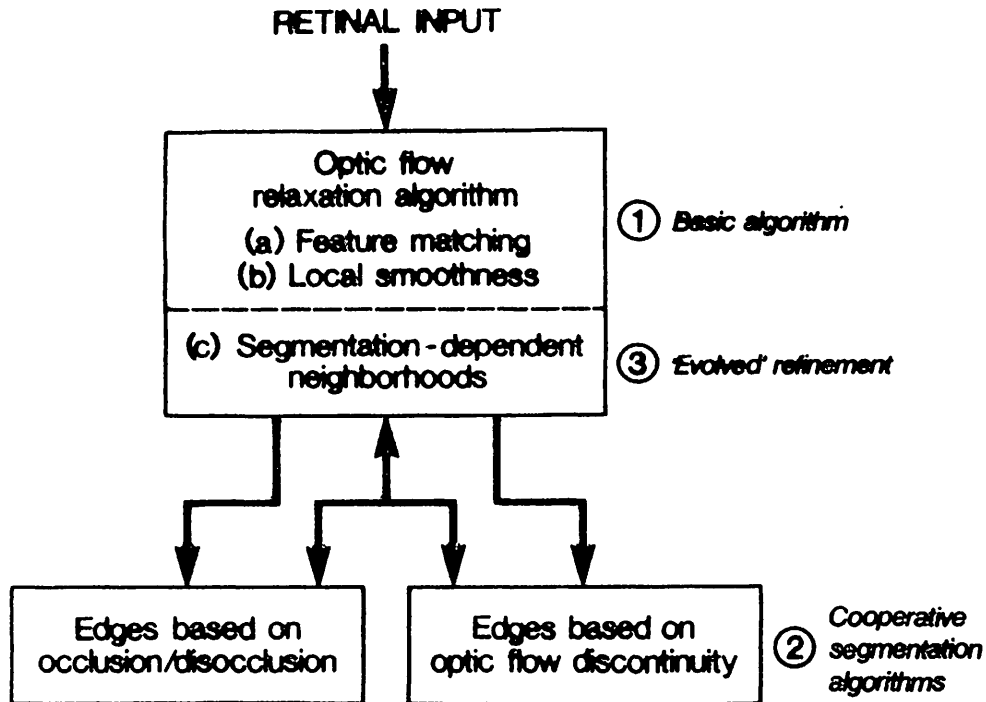 RETINAL INPUT
Optic flow
relaxation algorithm
(a) Feature matching
(b) Local smoothness
① Basic algorithm
(c) Segmentation-dependent
neighborhoods
③ 'Evolved' refinement
Edges based on
occlusion/disocclusion
Edges based on
optic flow discontinuity
② Cooperative
segmentation
algorithms